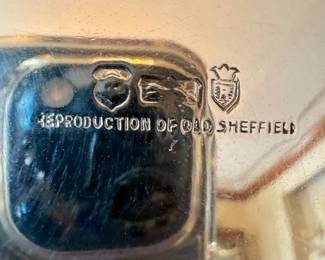 REPRODUCTION OF OLD SHEFFIELD